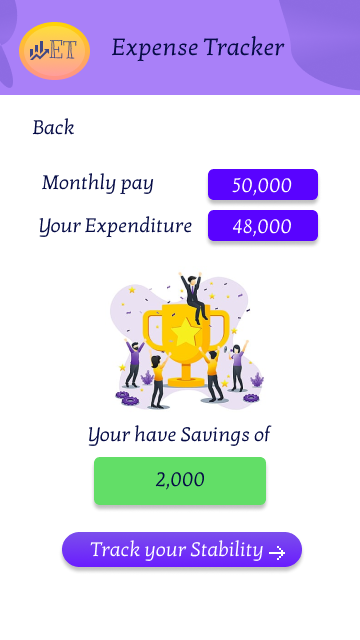 ET
Expense Tracker
Back
Monthly pay
50,000
Your Expenditure
48,000
Your have Savings of
2,000
Track your Stability